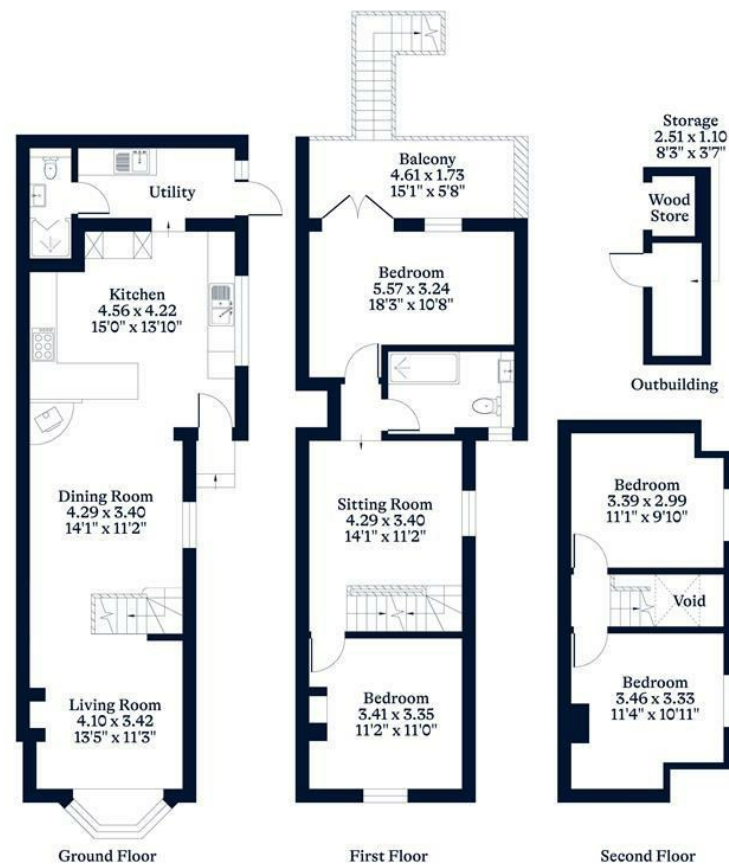 Storage
2.51 x 1.10
8'3" x 3'7"
Balcony
4.61 x 1.73
15'1" x 5'8"
Utility
Wood
Store
Kitchen
4.56 x 4.22
15'0" x 13'10"
Bedroom
5.57 x 3.24
18'3" x 10'8"
Outbuilding
Dining Room
4.29 x 3.40
14'1" x 11'2"
Sitting Room
4.29 x 3.40
14'1" x 11'2"
Bedroom
3.39 x 2.99
11'1" x 9'10"
Void
Living Room
4.10 x 3.42
13'5" x 11'3"
Bedroom
3.41 x 3.35
11'2" x 11'0"
Bedroom
3.46 x 3.33
11'4" x 10'11"
Ground Floor
First Floor
Second Floor